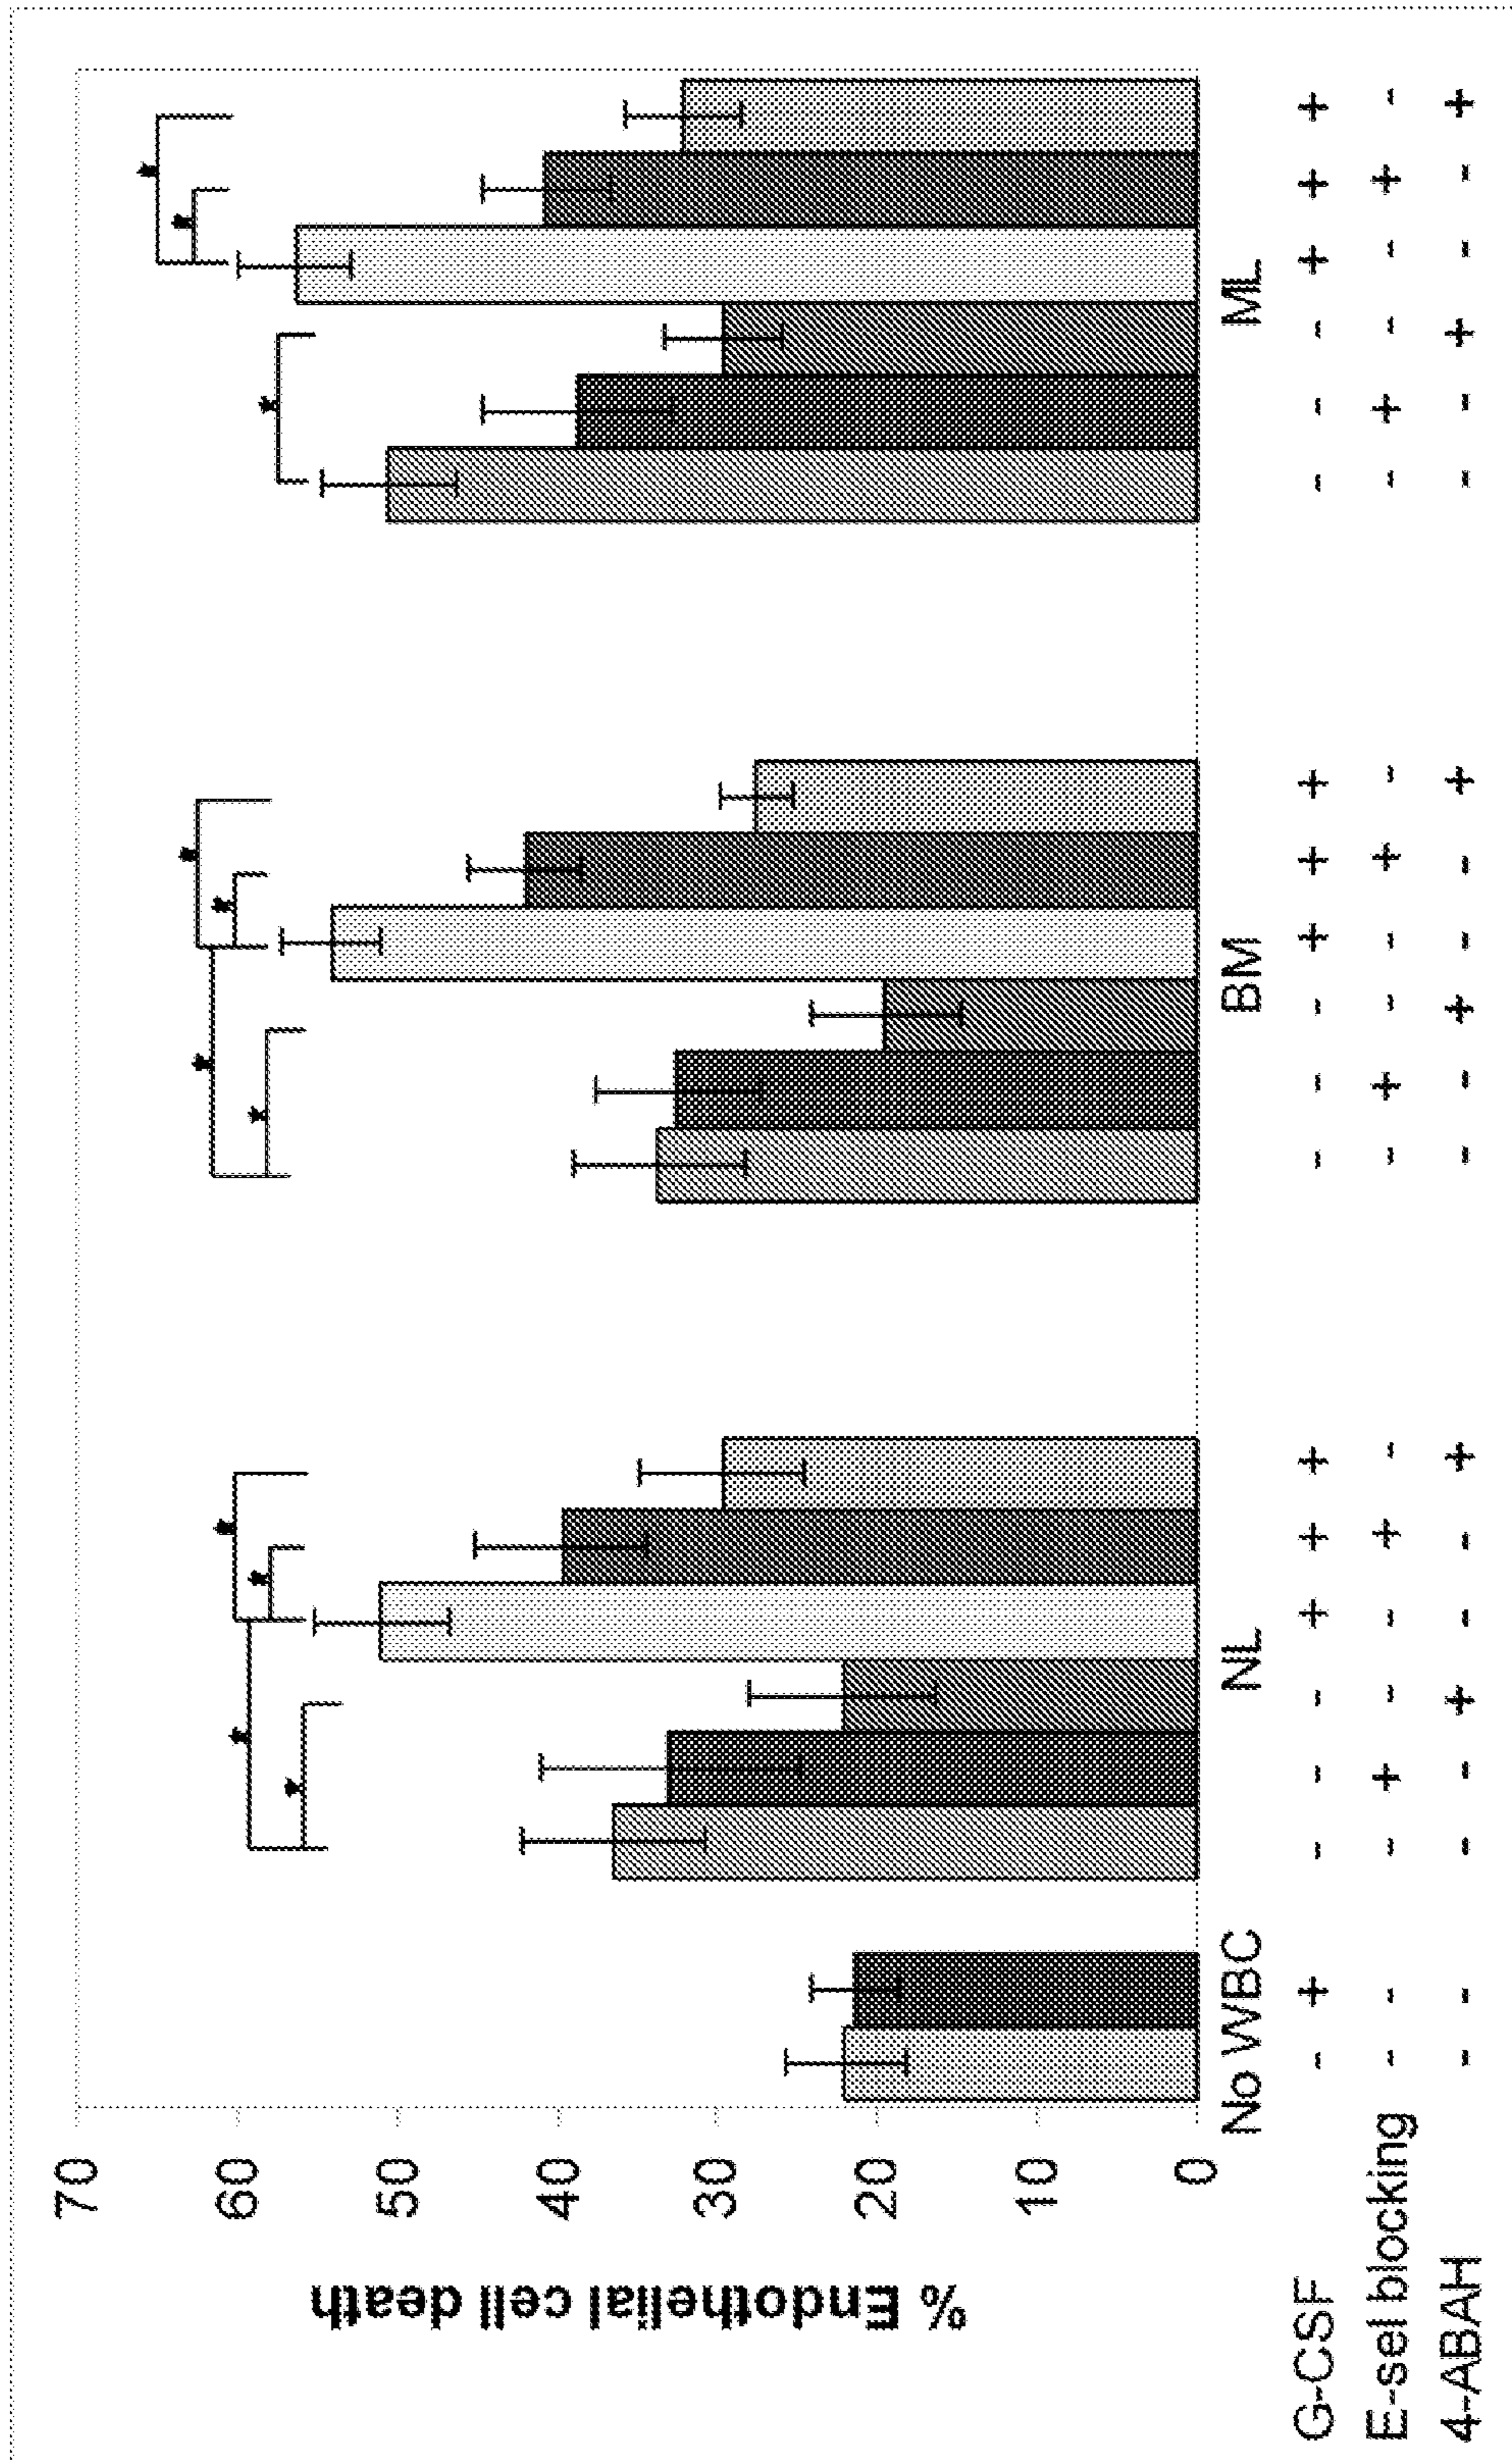 % Endothelial cell death
70
60
50
40
30
20
10
0
No WBC NL BM ML
G-CSF - + - - - + + + - - - + + + - - - + + +
E-sel blocking - - - + - - + - - + - - + - - + - - + -
4-ABAH - - - - + - - + - - + - - + - - + - - +